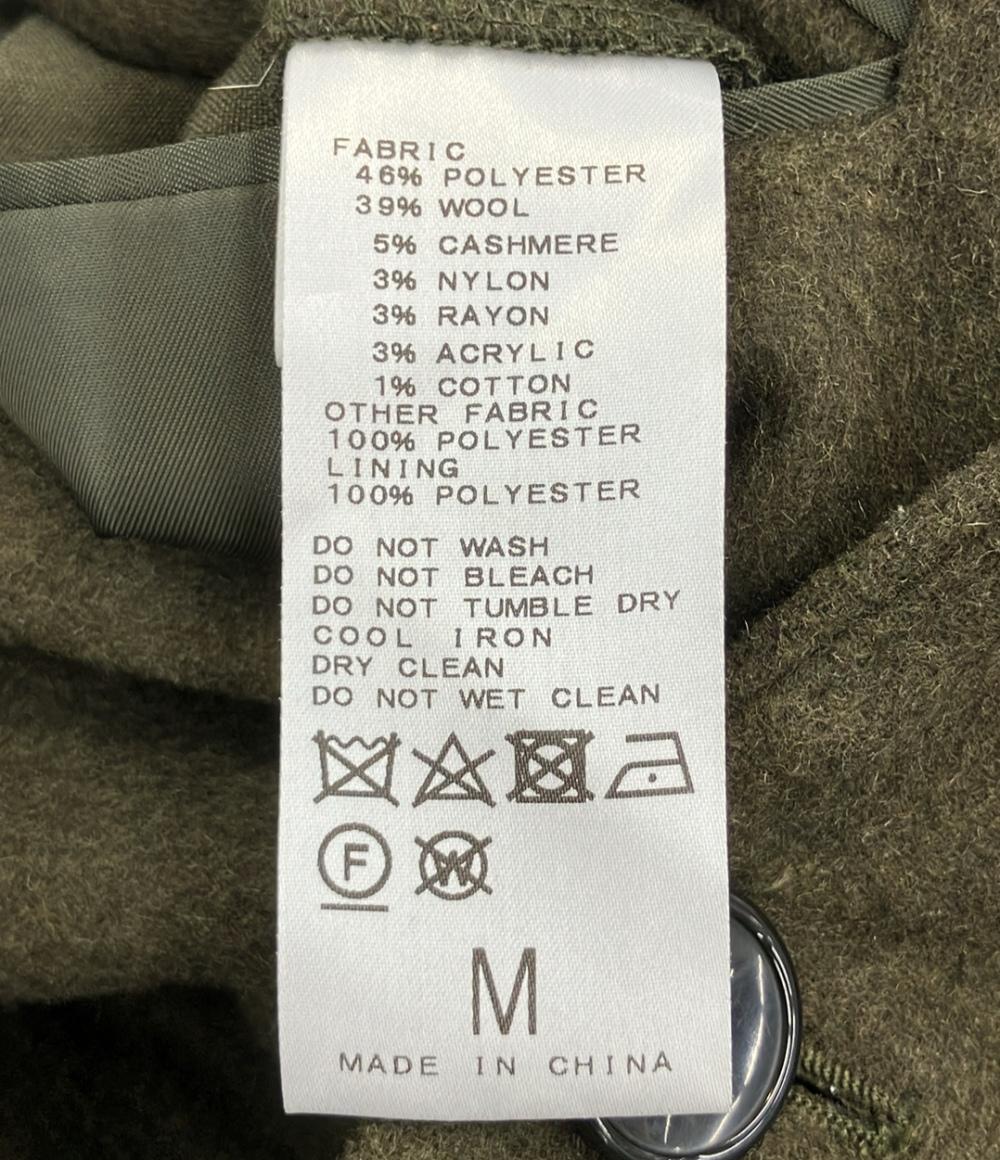 FABRIC
46% POLYESTER
39% WOOL
5% CASHMERE
3% NYLON
3% RAYON
3% ACRYLIC
1% COTTON
OTHER FABRIC
100% POLYESTER
LINING
100% POLYESTER
DO NOT WASH
DO NOT BLEACH
DO NOT TUMBLE DRY
COOL IRON
DRY CLEAN
DO NOT WET CLEAN
F W
M
MADE IN CHINA